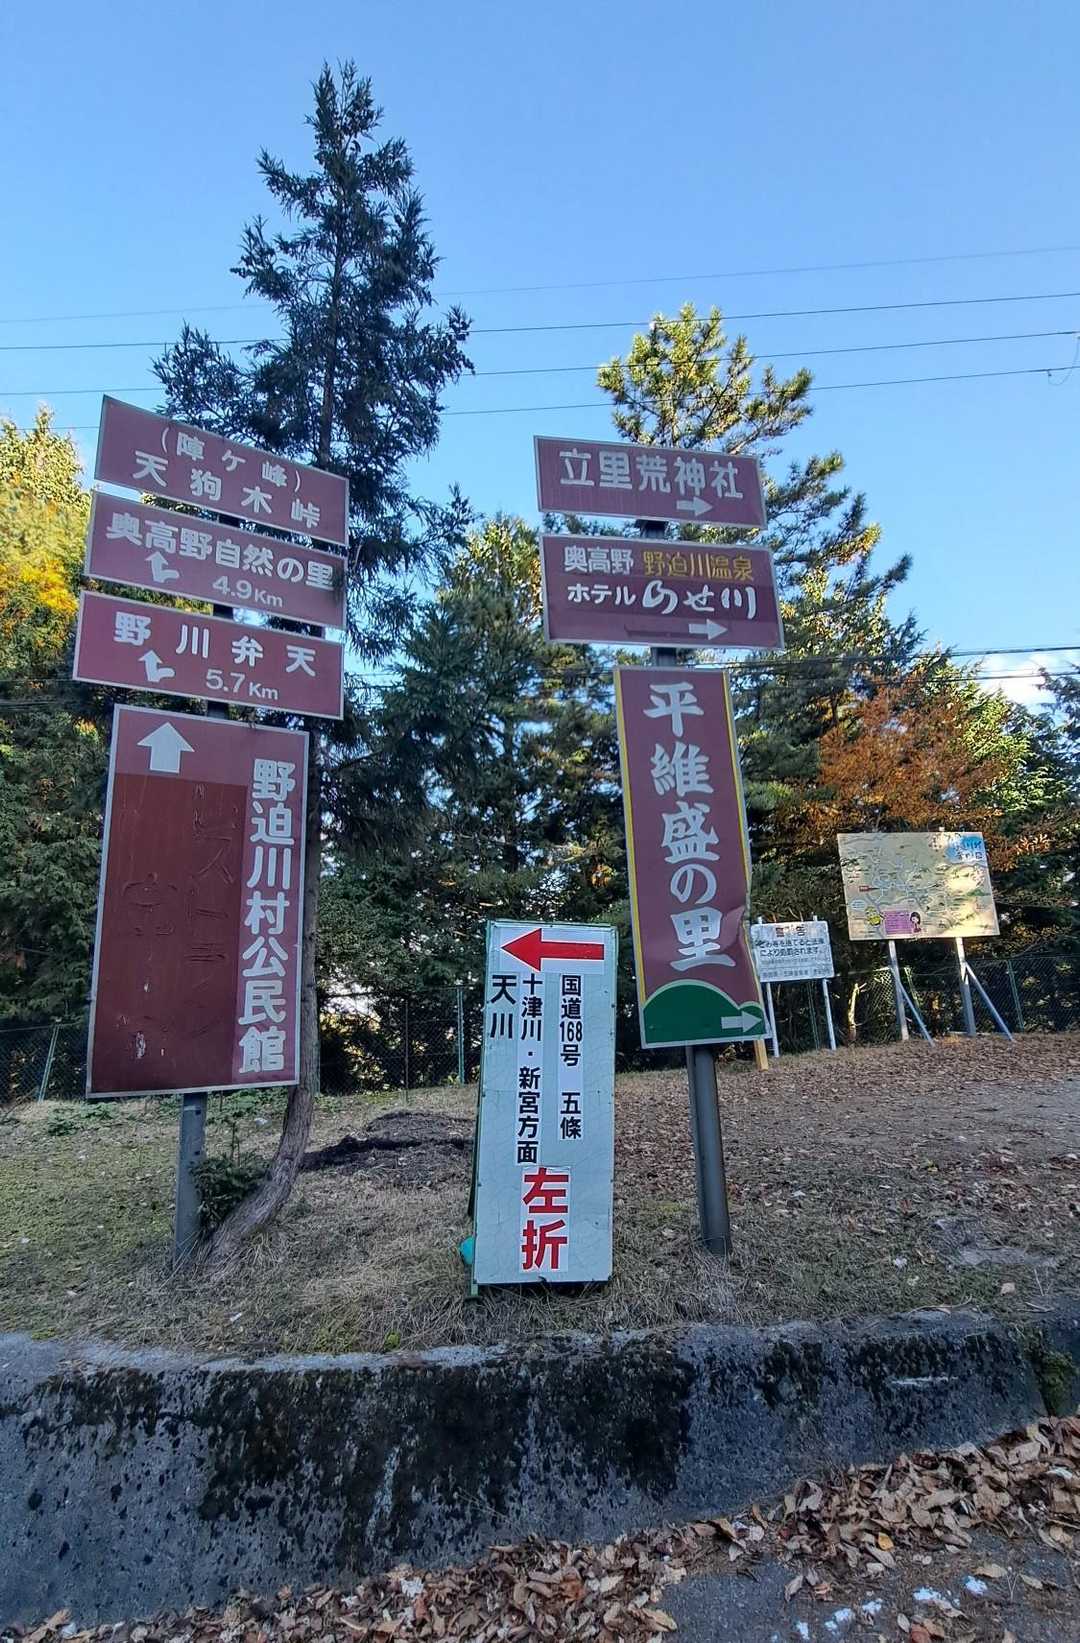 (陣ケ峰)
天狗木峠
奥高野自然の里
4.9Km
野川弁天
5.7Km
野迫川村公民館
立里荒神社
奥高野 野迫川温泉
ホテル のせ川
平維盛の里
国道168号 五條
十津川・新宮方面
天川
左折